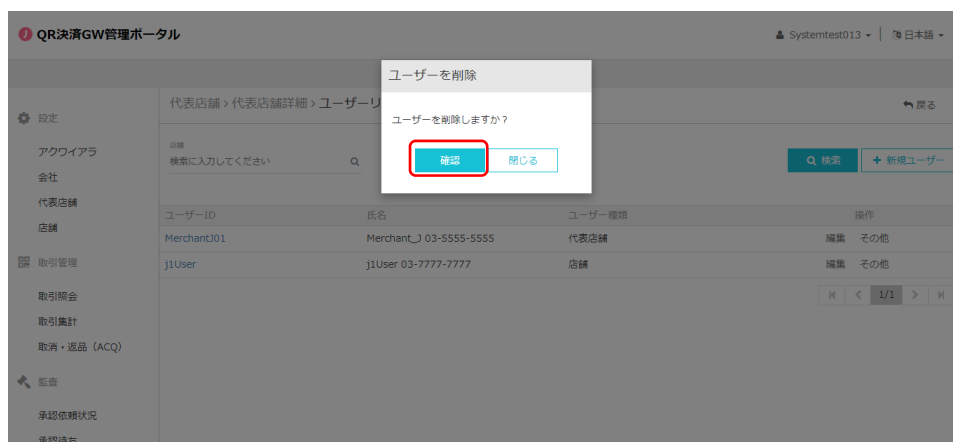 QR決済GW管理ポータル
Systemtest013
日本語
ユーザーを削除
代表店舗 > 代表店舗詳細 > ユーザーリ
戻る
ユーザーを削除しますか？
確認
閉じる
設定
アクワイアラ
会社
代表店舗
店舗
店舗
検索に入力してください
検索
+ 新規ユーザー
ユーザーID 氏名 ユーザー種類 操作
MerchantJ01 Merchant_J 03-5555-5555 代表店舗 編集 その他
j1User j1User 03-7777-7777 店舗 編集 その他
1/1
取引管理
取引照会
取引集計
取消・返品（ACQ）
監査
承認依頼状況
承認待ち